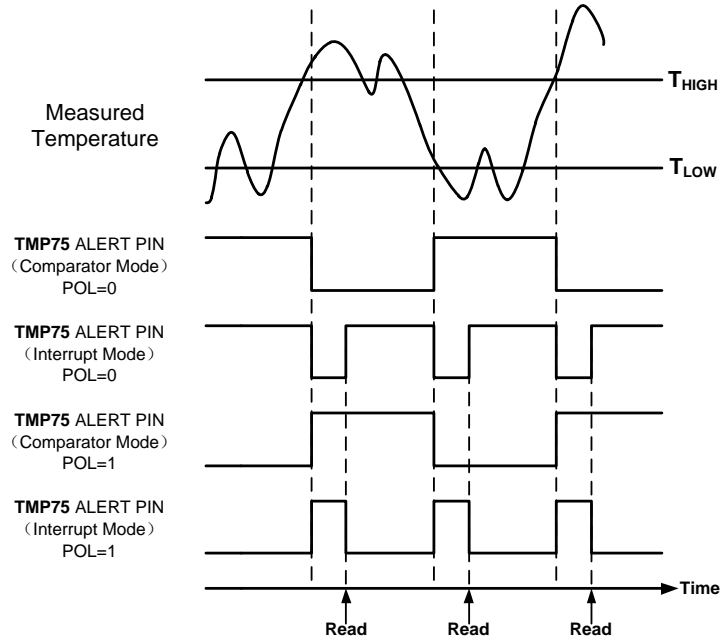 Measured
Temperature
THIGH
TLOW
TMP75 ALERT PIN
（Comparator Mode）
POL=0
TMP75 ALERT PIN
（Interrupt Mode）
POL=0
TMP75 ALERT PIN
（Comparator Mode）
POL=1
TMP75 ALERT PIN
（Interrupt Mode）
POL=1
Time
Read
Read
Read